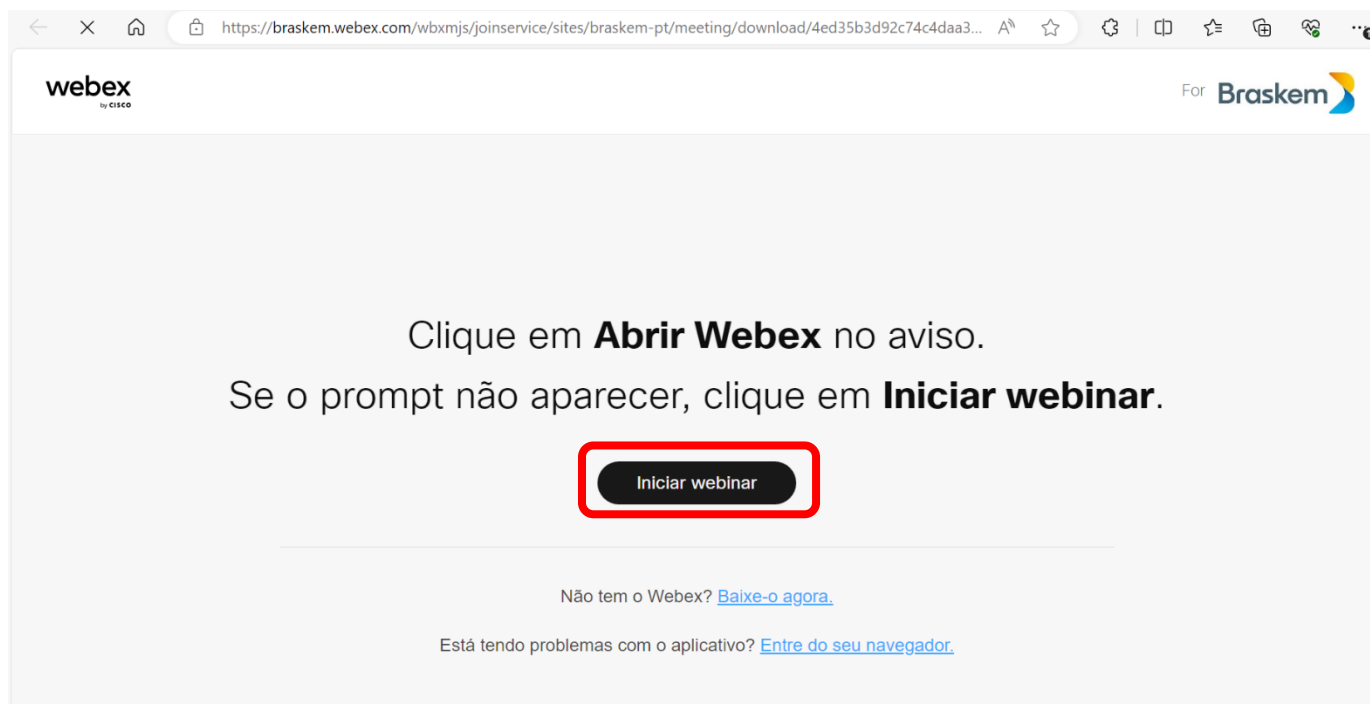 https://braskem.webex.com/wbxmjs/joinservice/sites/braskem-pt/meeting/download/4ed35b3d92c74c4daa3...
webex
by CISCO
For Braskem
Clique em Abrir Webex no aviso.
Se o prompt não aparecer, clique em Iniciar webinar.
Iniciar webinar
Não tem o Webex? Baixe-o agora.
Está tendo problemas com o aplicativo? Entre do seu navegador.